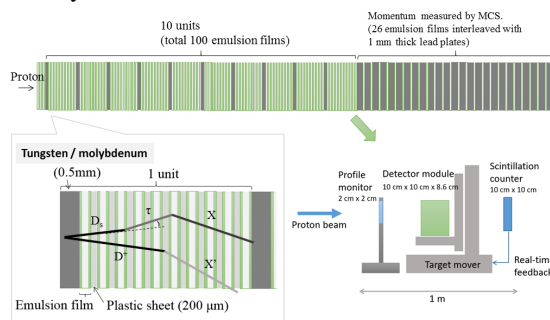 10 units
(total 100 emulsion films)
Momentum measured by MCS.
(26 emulsion films interleaved with
1 mm thick lead plates)
Proton
Tungsten / molybdenum
(0.5mm)
1 unit
Ds
τ
X
D+
X'
Emulsion film
Plastic sheet (200 μm)
Proton beam
Profile
monitor
2 cm x 2 cm
Detector module
10 cm x 10 cm x 8.6 cm
Scintillation
counter
10 cm x 10 cm
Target mover
Real-time
feedback
1 m